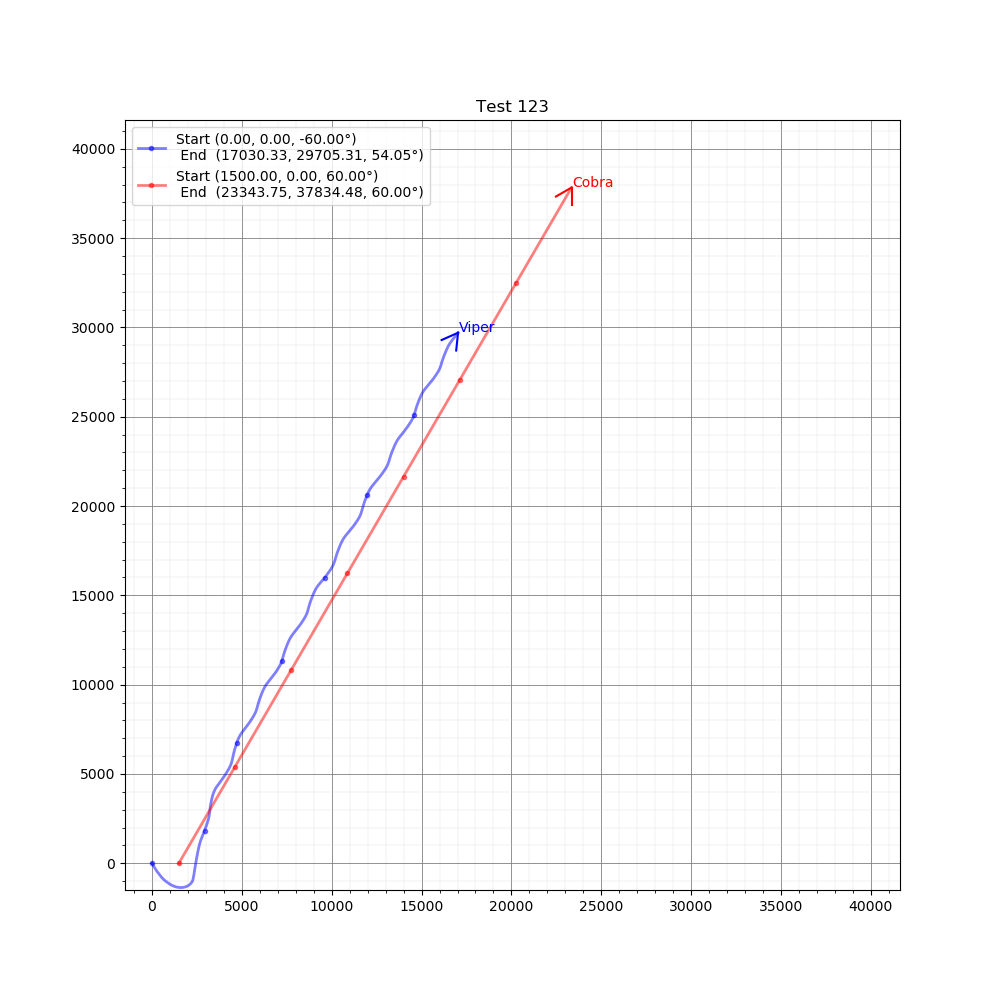 Test 123
Start (0.00, 0.00, -60.00°)
End (17030.33, 29705.31, 54.05°)
Start (1500.00, 0.00, 60.00°)
End (23343.75, 37834.48, 60.00°)
40000
Cobra
35000
30000
Viper
25000
20000
15000
10000
5000
0
0 5000 10000 15000 20000 25000 30000 35000 40000